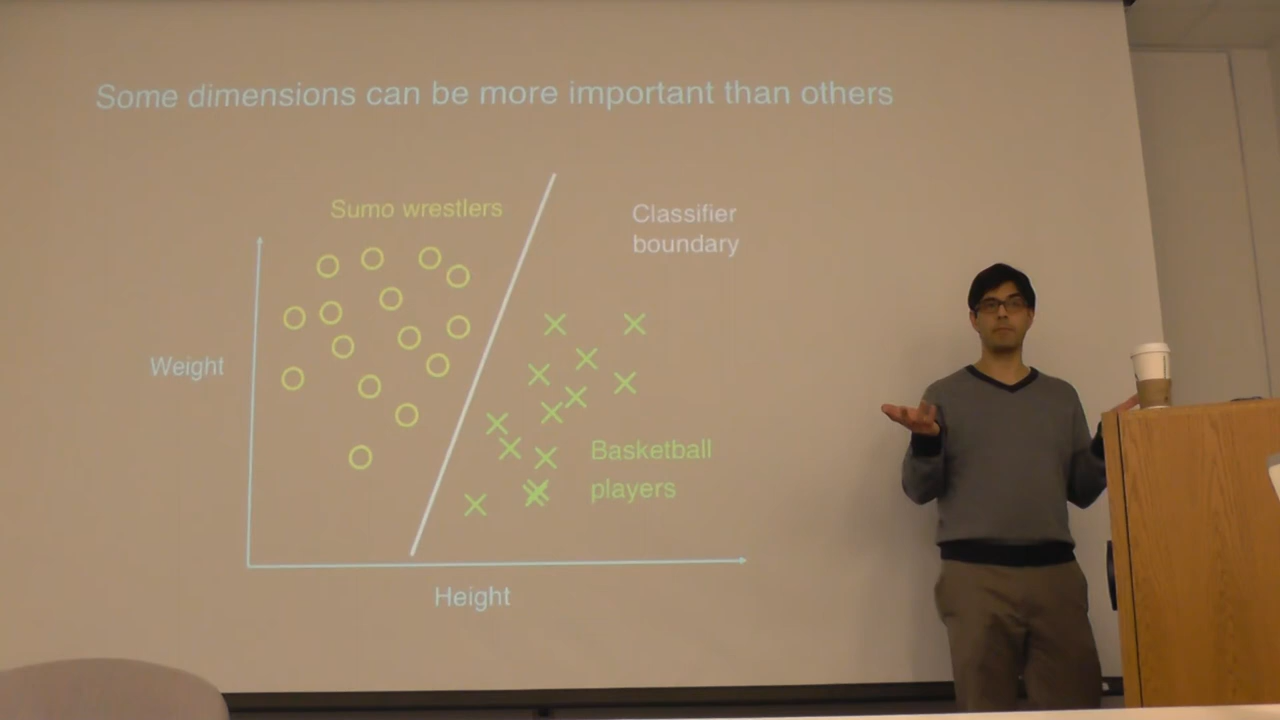 Some dimensions can be more important than others
Sumo wrestlers
Classifier
boundary
Weight
Basketball
players
Height